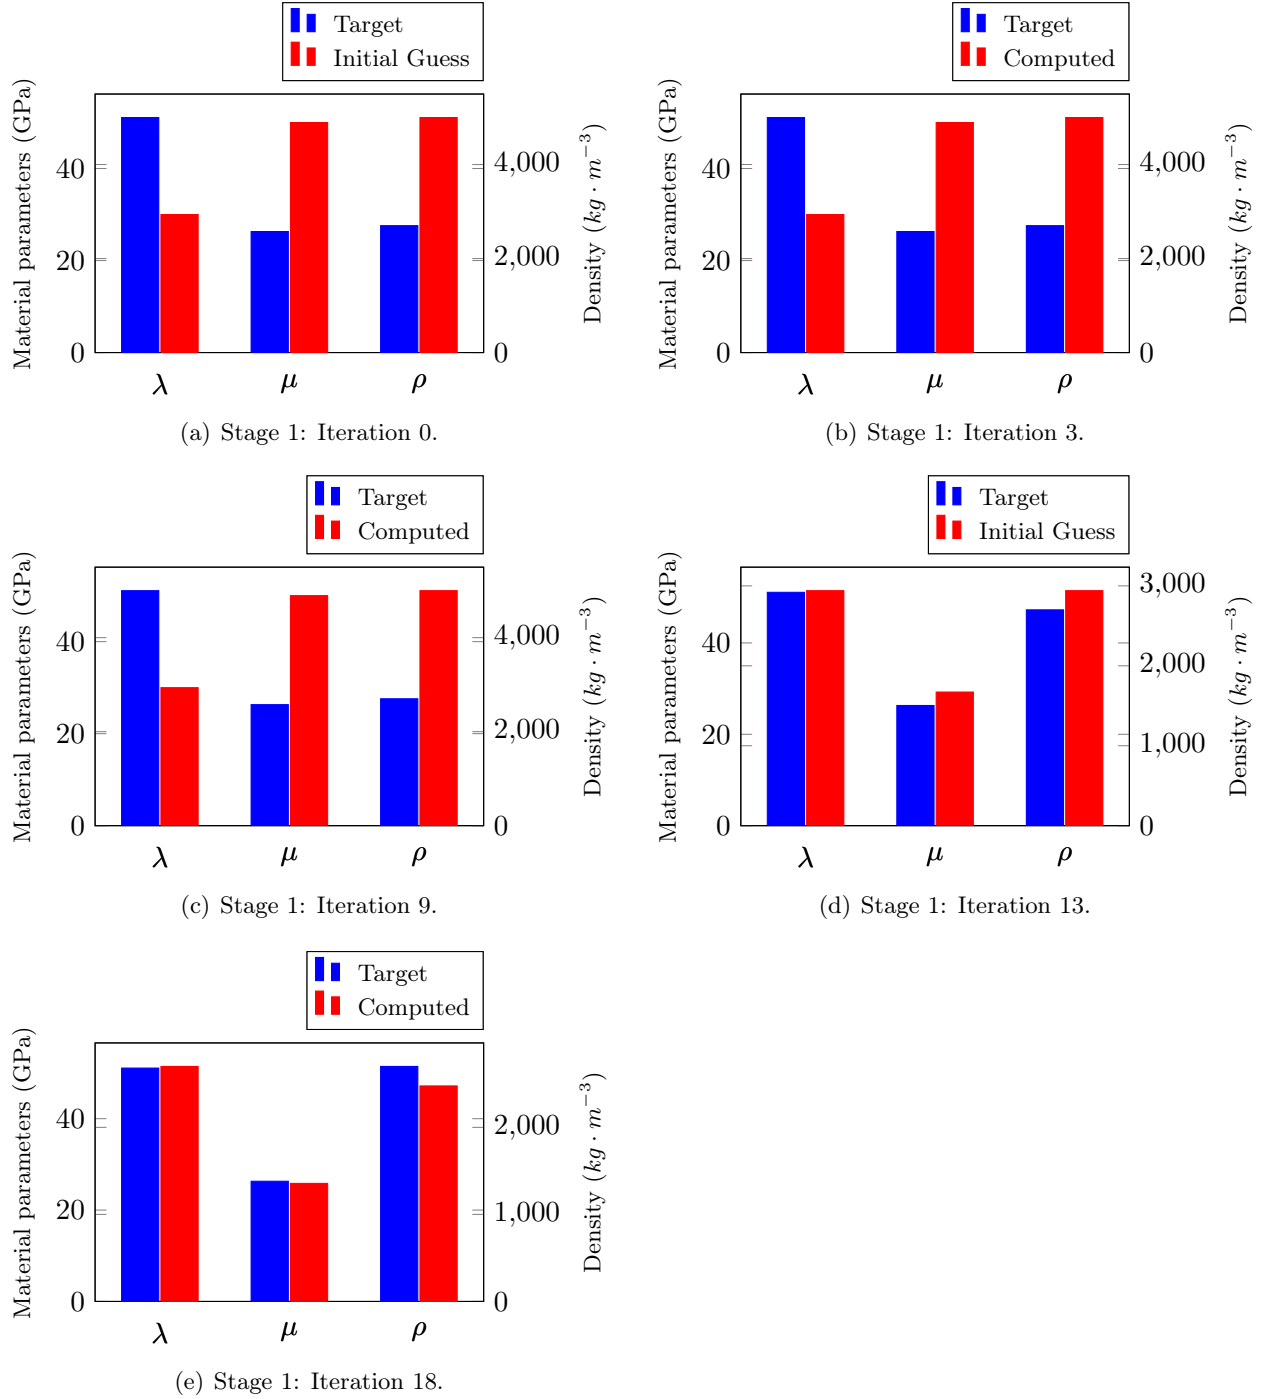 Target
Initial Guess
Material parameters (GPa)
40
20
0
4,000
2,000
0
Density (kg · m⁻³)
λ
μ
ρ
(a) Stage 1: Iteration 0.
Target
Computed
Material parameters (GPa)
40
20
0
4,000
2,000
0
Density (kg · m⁻³)
λ
μ
ρ
(b) Stage 1: Iteration 3.
Target
Computed
Material parameters (GPa)
40
20
0
4,000
2,000
0
Density (kg · m⁻³)
λ
μ
ρ
(c) Stage 1: Iteration 9.
Target
Initial Guess
Material parameters (GPa)
40
20
0
3,000
2,000
1,000
0
Density (kg · m⁻³)
λ
μ
ρ
(d) Stage 1: Iteration 13.
Target
Computed
Material parameters (GPa)
40
20
0
2,000
1,000
0
Density (kg · m⁻³)
λ
μ
ρ
(e) Stage 1: Iteration 18.